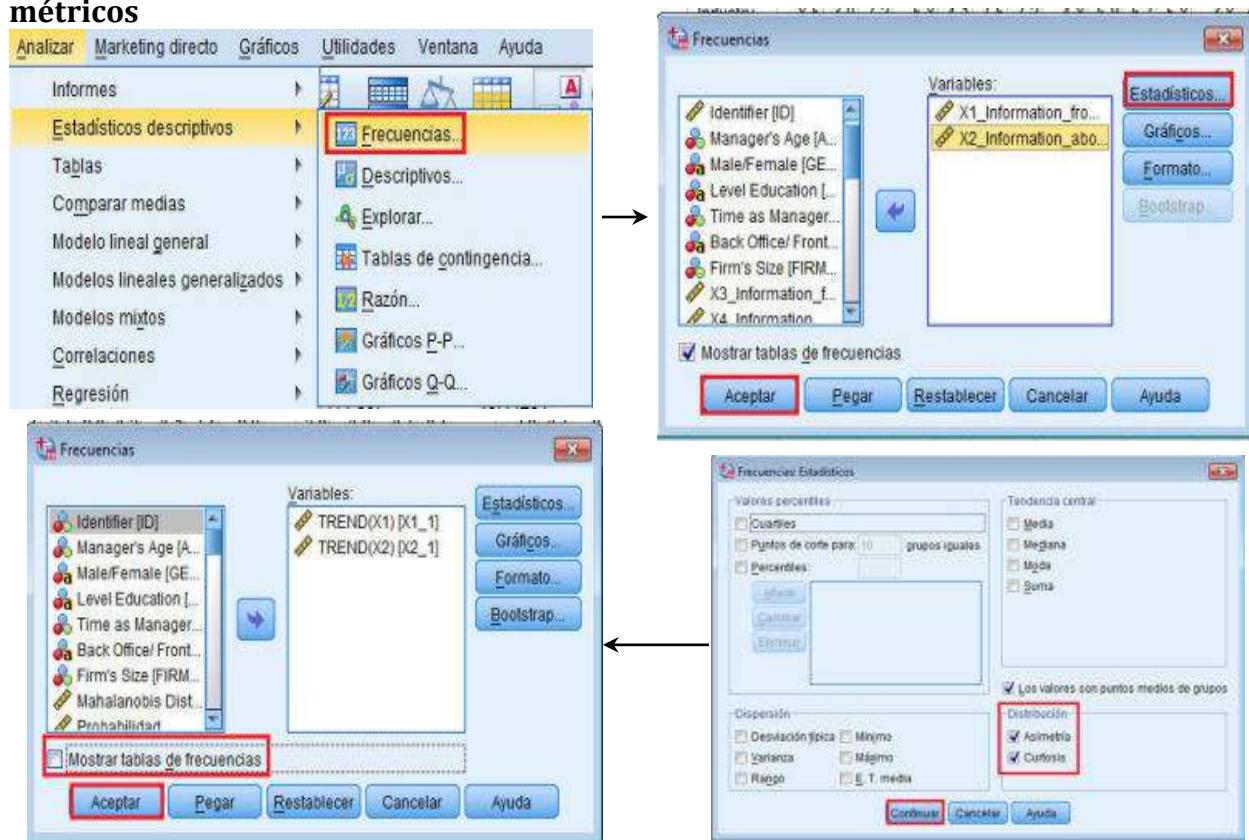 métricos
Analizar Marketing directo Gráficos Utilidades Ventana Ayuda
Informes
Estadísticos descriptivos
Tablas
Comparar medias
Modelo lineal general
Modelos lineales generalizados
Modelos mixtos
Correlaciones
Regresión
Frecuencias...
Descriptivos...
Explorar...
Tablas de contingencia...
Razón...
Gráficos P-P...
Gráficos Q-Q...
Frecuencias
Variables:
Identifier [ID]
Manager's Age [A...
Male/Female [GE...
Level Education [...
Time as Manager...
Back Office/ Front...
Firm's Size [FIRM...
X3_Information_f...
X4_Information
X1_Information_fro...
X2_Information_abo...
Estadísticos...
Gráficos...
Formato...
Bootstrap...
Mostrar tablas de frecuencias
Aceptar Pegar Restablecer Cancelar Ayuda
Frecuencias
Variables:
Identifier [ID]
Manager's Age [A...
Male/Female [GE...
Level Education [...
Time as Manager...
Back Office/ Front...
Firm's Size [FIRM...
Mahalanobis Dist...
Probabilidad
TREND(X1) [X1_1]
TREND(X2) [X2_1]
Estadísticos...
Gráficos...
Formato...
Bootstrap...
Mostrar tablas de frecuencias
Aceptar Pegar Restablecer Cancelar Ayuda
Frecuencias: Estadísticos
Valores percentiles
Cuartiles
Puntos de corte para: 10 grupos iguales
Percentiles:
Añadir
Cambiar
Eliminar
Tendencia central
Media
Mediana
Moda
Suma
Los valores son puntos medios de grupos
Dispersión
Desviación típica Mínimo
Varianza Máximo
Rango E. T. media
Distribución
Asimetría
Curtosis
Continuar Cancelar Ayuda